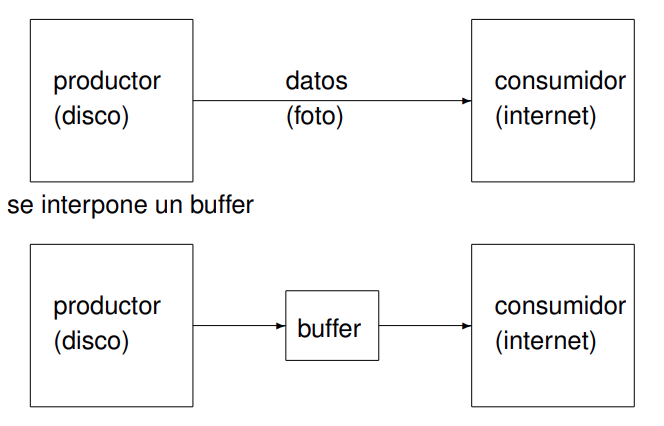 productor
(disco)
datos
(foto)
consumidor
(internet)
se interpone un buffer
productor
(disco)
buffer
consumidor
(internet)